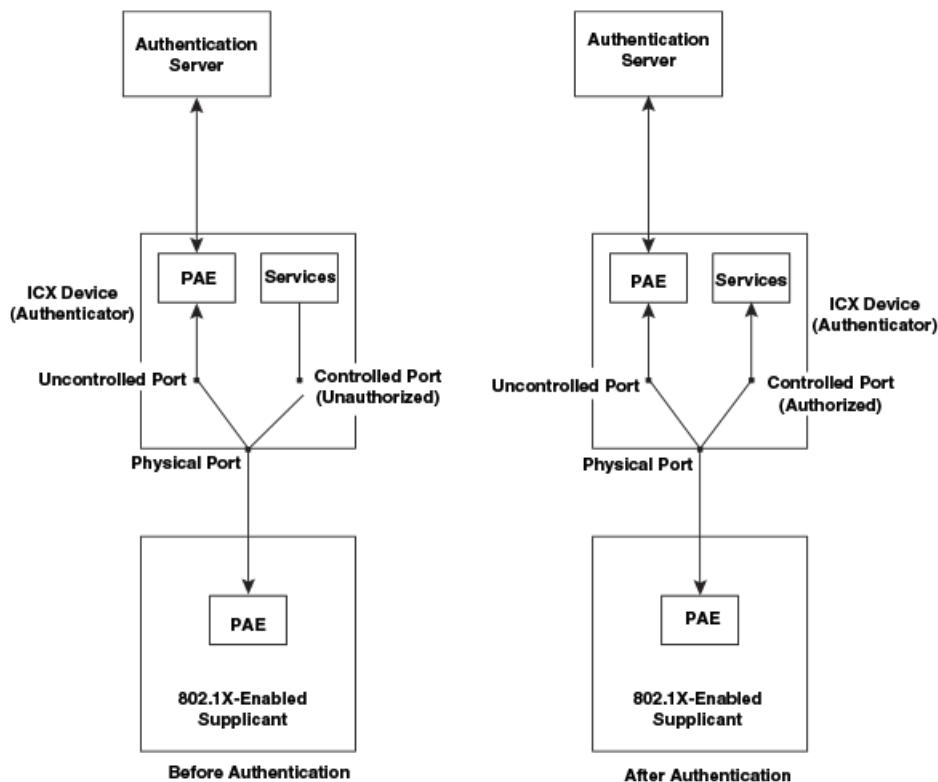 Authentication
Server
PAE
Services
ICX Device
(Authenticator)
Uncontrolled Port
Controlled Port
(Unauthorized)
Physical Port
PAE
802.1X-Enabled
Supplicant
Before Authentication
Authentication
Server
PAE
Services
ICX Device
(Authenticator)
Uncontrolled Port
Controlled Port
(Authorized)
Physical Port
PAE
802.1X-Enabled
Supplicant
After Authentication